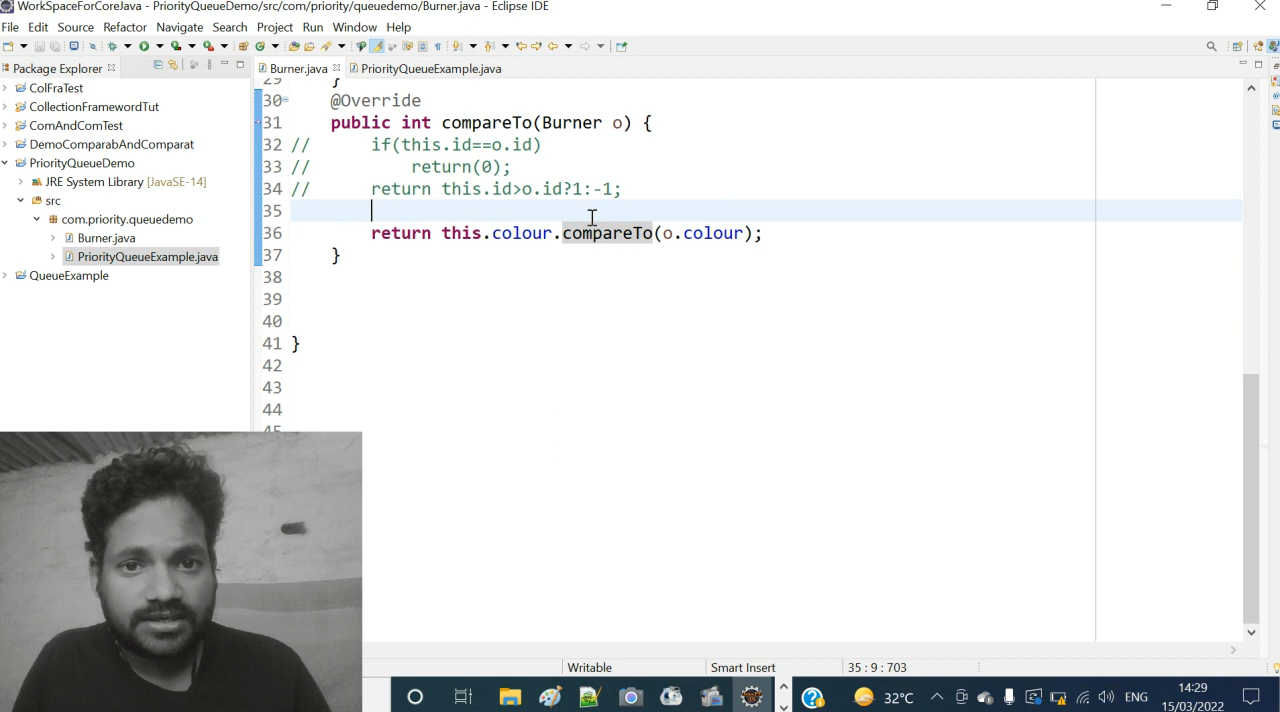 WorkSpaceForCoreJava - PriorityQueueDemo/src/com/priority/queuedemo/Burner.java - Eclipse IDE
File Edit Source Refactor Navigate Search Project Run Window Help
Package Explorer
Burner.java
PriorityQueueExample.java
ColFraTest
CollectionFramewordTut
ComAndComTest
DemoComparabAndComparat
PriorityQueueDemo
JRE System Library [JavaSE-14]
src
com.priority.queuedemo
Burner.java
PriorityQueueExample.java
QueueExample
29 }
30 @Override
31 public int compareTo(Burner o) {
32 // if(this.id==o.id)
33 // return(0);
34 // return this.id>o.id?1:-1;
35
36 return this.colour.compareTo(o.colour);
37 }
38
39
40
41 }
42
43
44
45
Writable Smart Insert 35 : 9 : 703
32°C ENG 14:29
15/03/2022